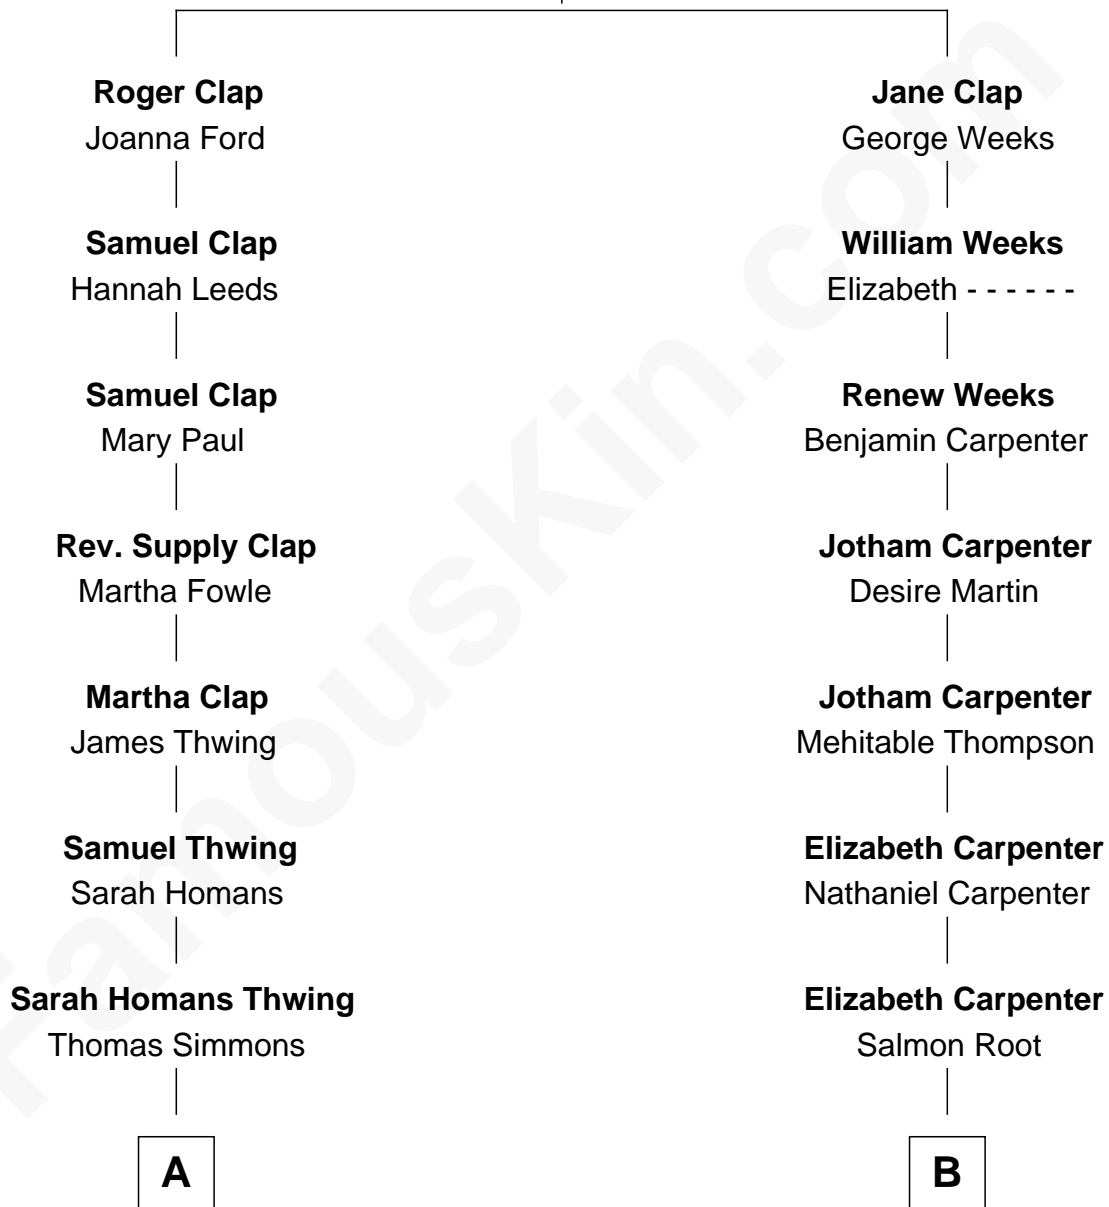 Roger Clap
Joanna Ford
Samuel Clap
Hannah Leeds
Samuel Clap
Mary Paul
Rev. Supply Clap
Martha Fowle
Martha Clap
James Thwing
Samuel Thwing
Sarah Homans
Sarah Homans Thwing
Thomas Simmons
A
Jane Clap
George Weeks
William Weeks
Elizabeth - - - - - -
Renew Weeks
Benjamin Carpenter
Jotham Carpenter
Desire Martin
Jotham Carpenter
Mehitable Thompson
Elizabeth Carpenter
Nathaniel Carpenter
Elizabeth Carpenter
Salmon Root
B
FamousKin.com